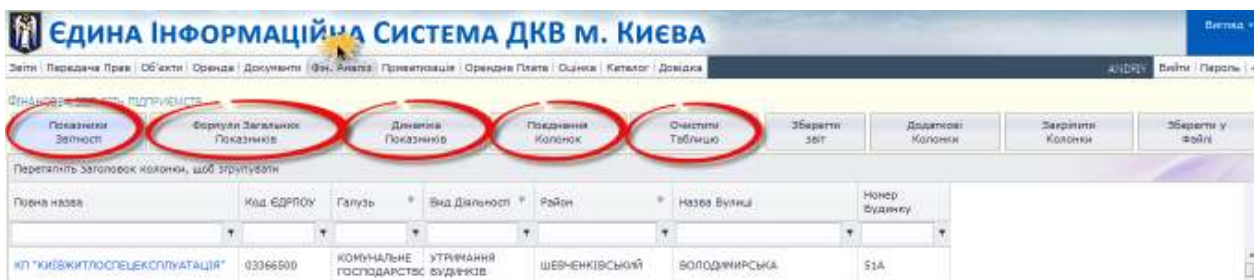 Єдина Інформаційна Система ДКВ м. Києва
Вигляд
Звіти Передача Прав Об'єкти Оренда Документи Фін. Аналіз Приватизація Орендна Плата Оцінка Каталог Довідка ANDRIY Вийти Пароль
Фінансова звітність підприємств
Показники Звітності
Формули Загальних Показників
Динаміка Показників
Поєднання Колонок
Очистити Таблицю
Зберегти Звіт
Додаткові Колонки
Закріпити Колонки
Зберегти у Файлі
Перетягніть Заголовок колонки, щоб згрупувати
Повна назва Код ЄДРПОУ Галузь Вид Діяльності Район Назва Вулиці Номер Будинку
КП "КИЇВЖИТЛОСПЕЦЕКСПЛУАТАЦІЯ" 03366500 КОМУНАЛЬНЕ ГОСПОДАРСТВО УТРИМАННЯ БУДИНКІВ ШЕВЧЕНКІВСЬКИЙ ВОЛОДИМИРСЬКА 51А